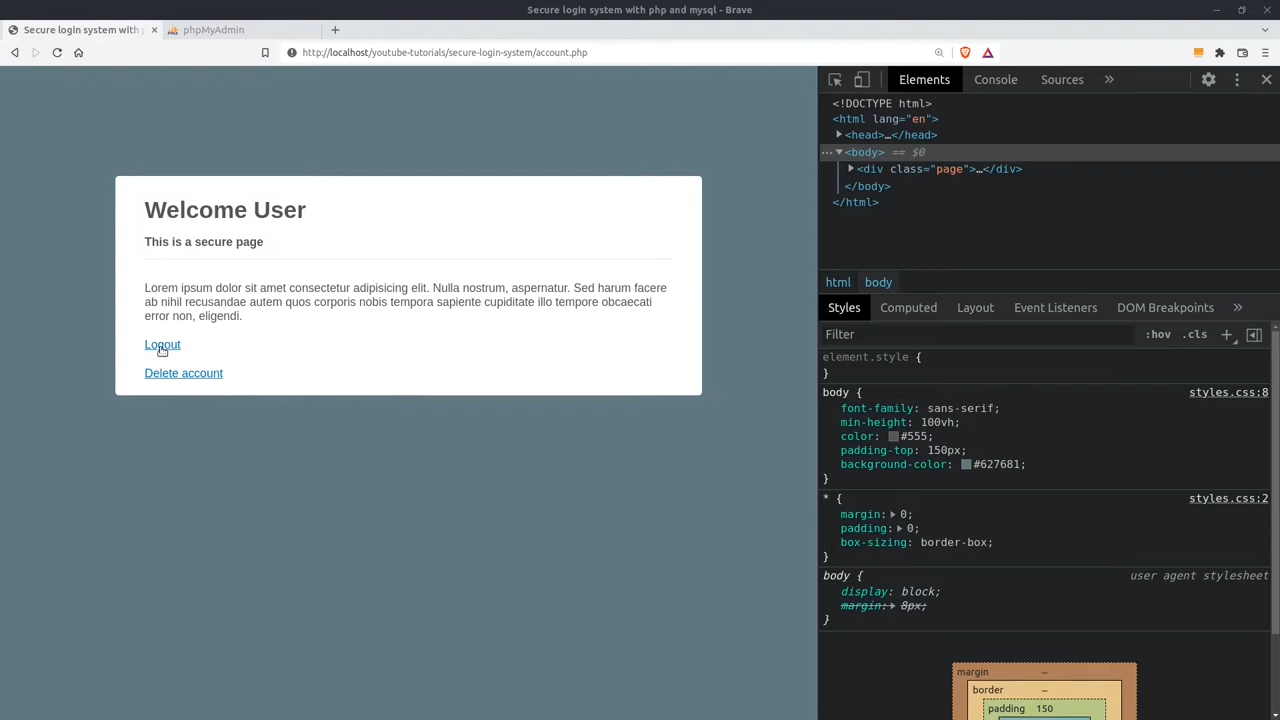 Secure login system with php and mysql - Brave
Secure login system with p
phpMyAdmin
http://localhost/youtube-tutorials/secure-login-system/account.php
Welcome User
This is a secure page
Lorem ipsum dolor sit amet consectetur adipisicing elit. Nulla nostrum, aspernatur. Sed harum facere
ab nihil recusandae autem quos corporis nobis tempora sapiente cupiditate illo tempore obcaecati
error non, eligendi.
Logout
Delete account
Elements Console Sources »
<!DOCTYPE html>
<html lang="en">
<head>…</head>
<body> == $0
<div class="page">…</div>
</body>
</html>
html body
Styles Computed Layout Event Listeners DOM Breakpoints »
Filter :hov .cls +
element.style {
}
body { styles.css:8
font-family: sans-serif;
min-height: 100vh;
color: #555;
padding-top: 150px;
background-color: #627681;
}
* { styles.css:2
margin: 0;
padding: 0;
box-sizing: border-box;
}
body { user agent stylesheet
display: block;
margin: 8px;
}
margin –
border –
padding 150